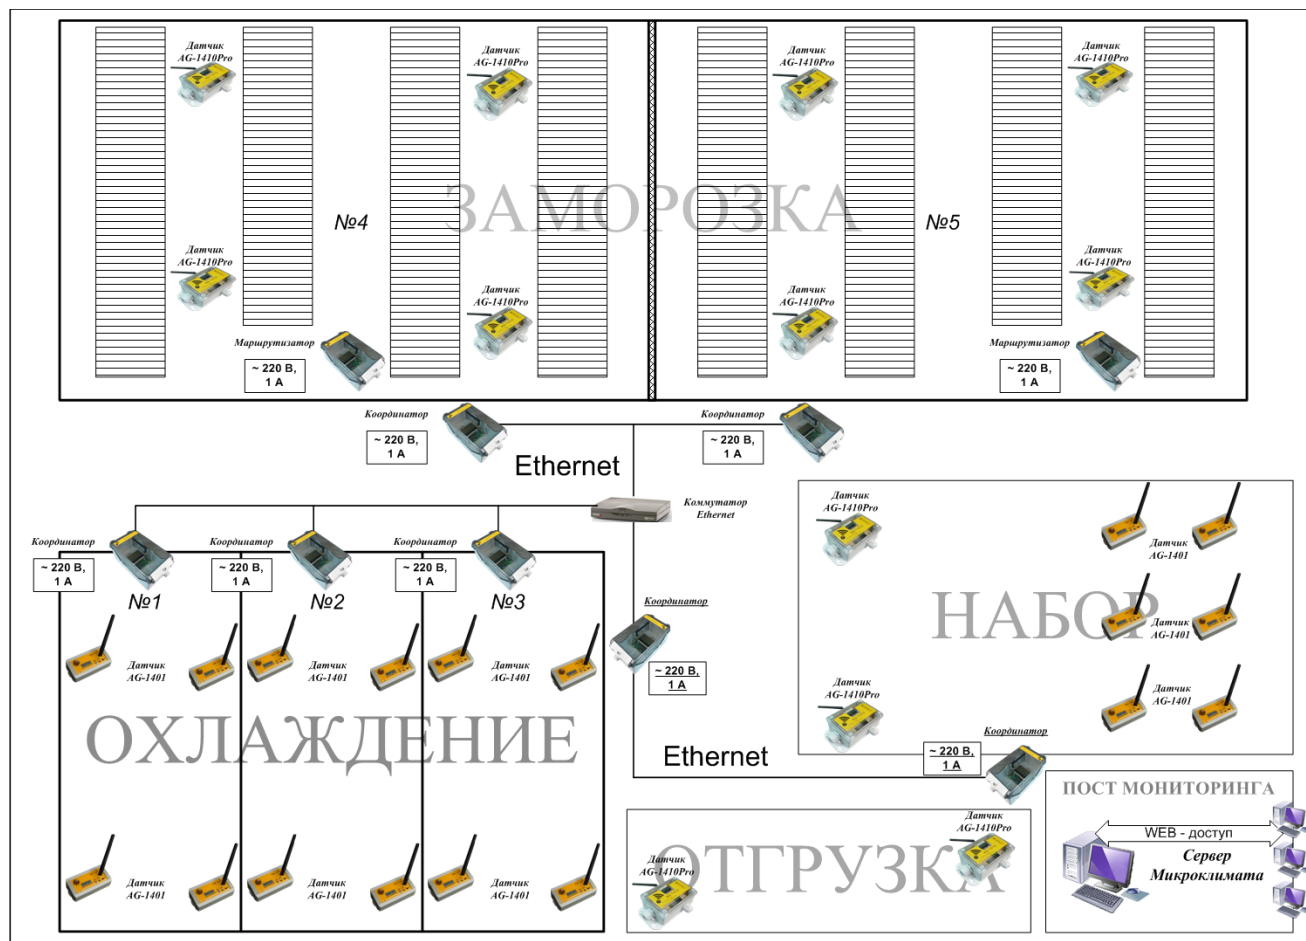 Датчик
AG-1410Pro
Датчик
AG-1410Pro
Датчик
AG-1410Pro
Датчик
AG-1410Pro
ЗАМОРОЗКА
№4
№5
Датчик
AG-1410Pro
Датчик
AG-1410Pro
Датчик
AG-1410Pro
Датчик
AG-1410Pro
Маршрутизатор
~ 220 В,
1 А
Маршрутизатор
~ 220 В,
1 А
Координатор
~ 220 В,
1 А
Координатор
~ 220 В,
1 А
Ethernet
Коммутатор
Ethernet
Координатор
~ 220 В,
1 А
№1
Координатор
~ 220 В,
1 А
№2
Координатор
~ 220 В,
1 А
№3
Датчик
AG-1401
Датчик
AG-1401
Датчик
AG-1401
ОХЛАЖДЕНИЕ
Датчик
AG-1401
Датчик
AG-1401
Датчик
AG-1401
Координатор
~ 220 В,
1 А
Ethernet
Датчик
AG-1410Pro
Датчик
AG-1401
НАБОР
Датчик
AG-1401
Датчик
AG-1410Pro
Датчик
AG-1401
Координатор
~ 220 В,
1 А
Датчик
AG-1410Pro
Датчик
AG-1410Pro
ОТГРУЗКА
ПОСТ МОНИТОРИНГА
WEB - доступ
Сервер
Микроклимата